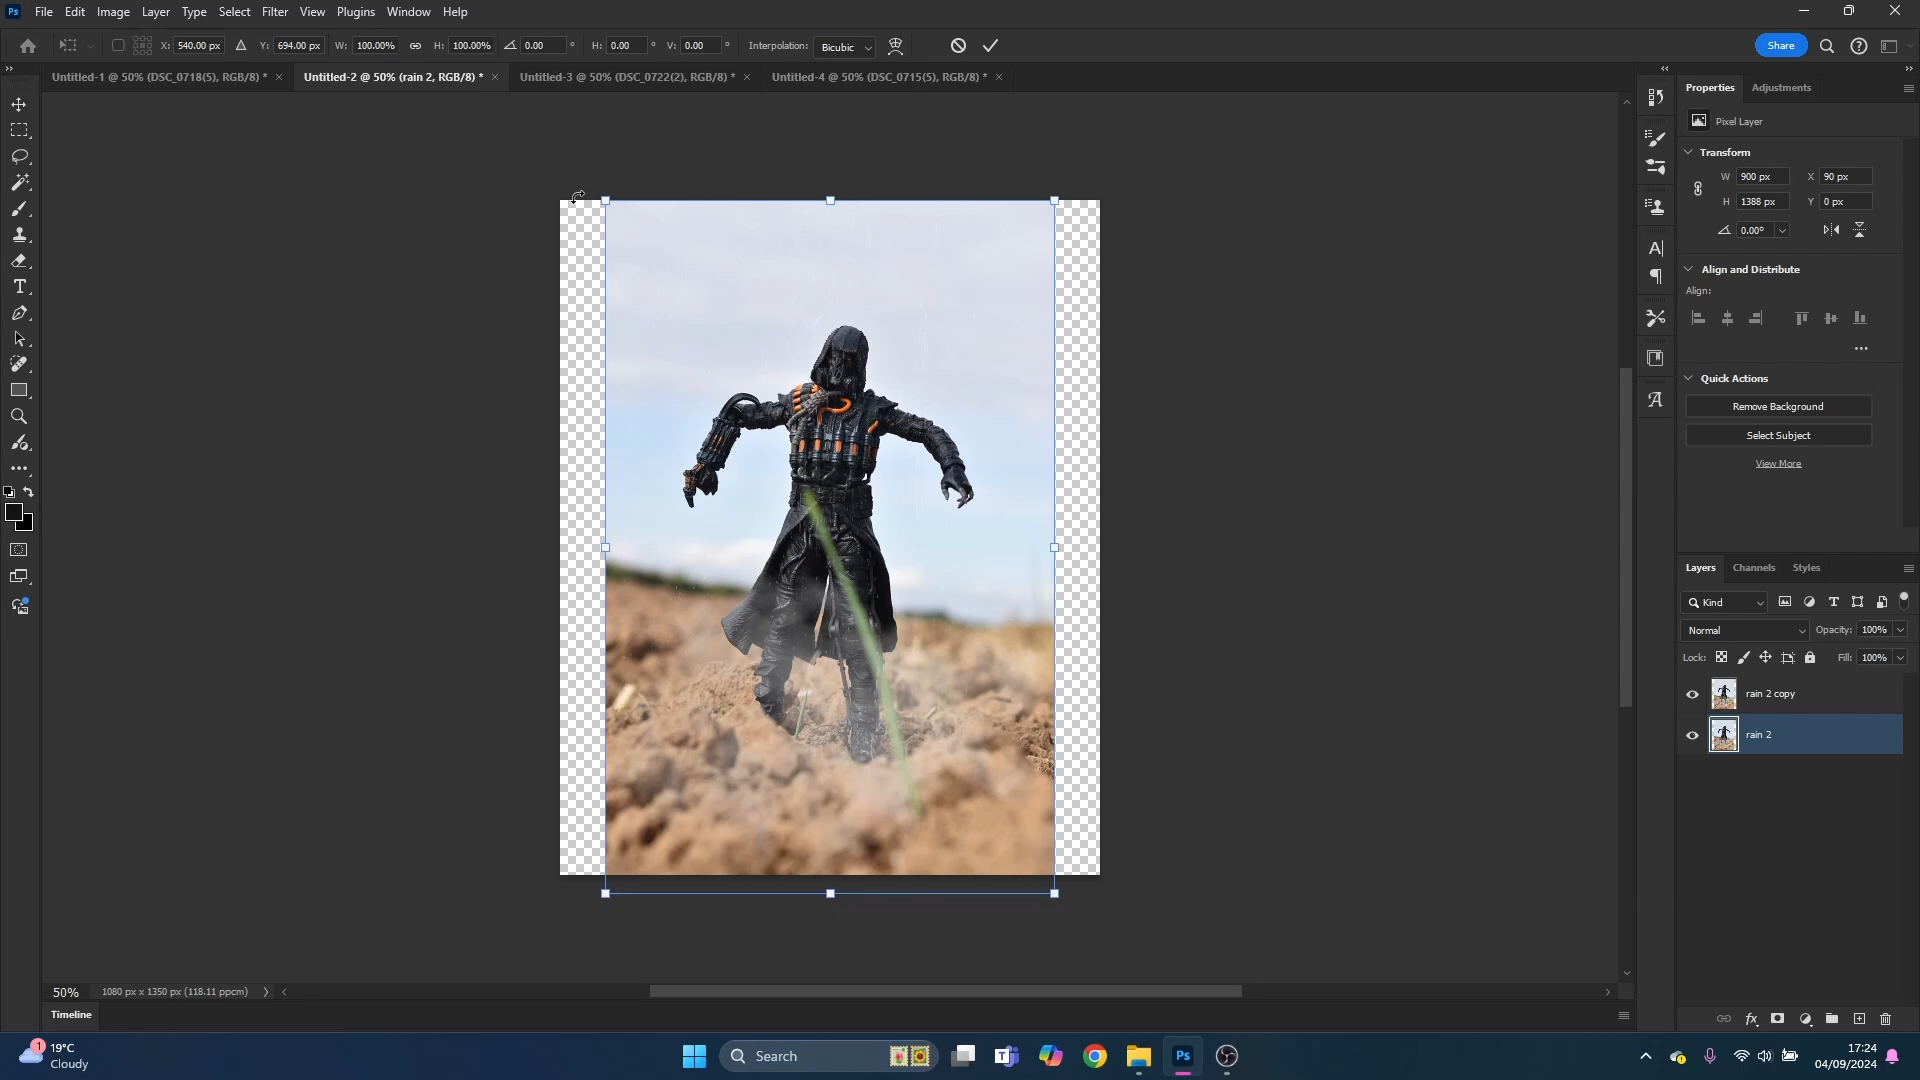 Ps File Edit Image Layer Type Select Filter View Plugins Window Help
X: 540.00 px Y: 694.00 px W: 100.00% H: 100.00% 0.00 ° H: 0.00 ° V: 0.00 ° Interpolation: Bicubic Share
Untitled-1 @ 50% (DSC_0718(5), RGB/8) * Untitled-2 @ 50% (rain 2, RGB/8) * Untitled-3 @ 50% (DSC_0722(2), RGB/8) * Untitled-4 @ 50% (DSC_0715(5), RGB/8) *
Properties Adjustments
Pixel Layer
Transform
W 900 px X 90 px
H 1388 px Y 0 px
0.00°
Align and Distribute
Align:
Quick Actions
Remove Background
Select Subject
View More
Layers Channels Styles
Kind
Normal Opacity: 100%
Lock: Fill: 100%
rain 2 copy
rain 2
50% 1080 px x 1350 px (118.11 ppcm)
Timeline
1 19°C
Cloudy
Search
Ps
17:24
04/09/2024